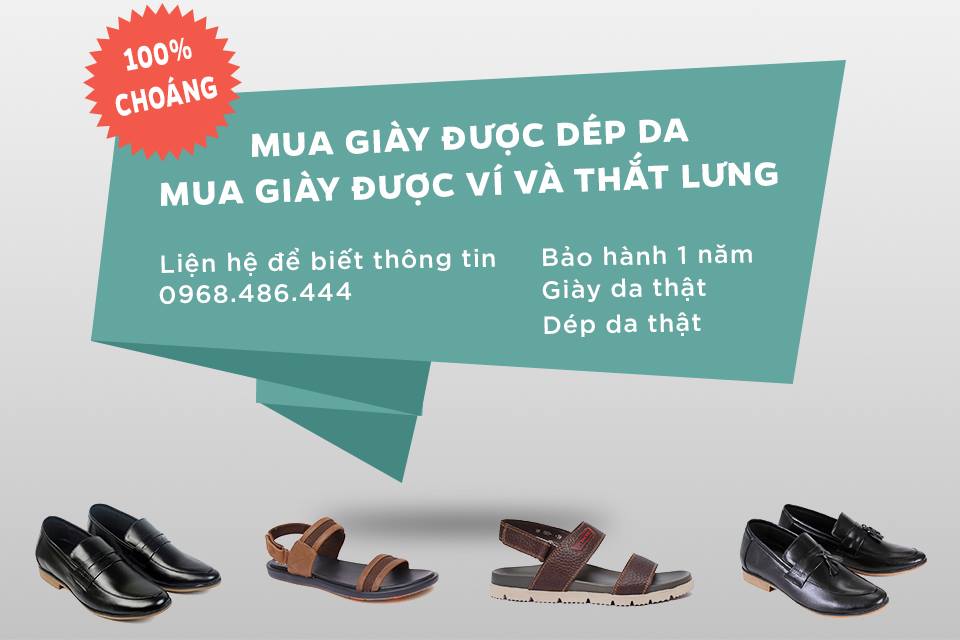 100%
CHOÁNG
MUA GIÀY ĐƯỢC DÉP DA
MUA GIÀY ĐƯỢC VÍ VÀ THẮT LƯNG
Liện hệ để biết thông tin
0968.486.444
Bảo hành 1 năm
Giày da thật
Dép da thật